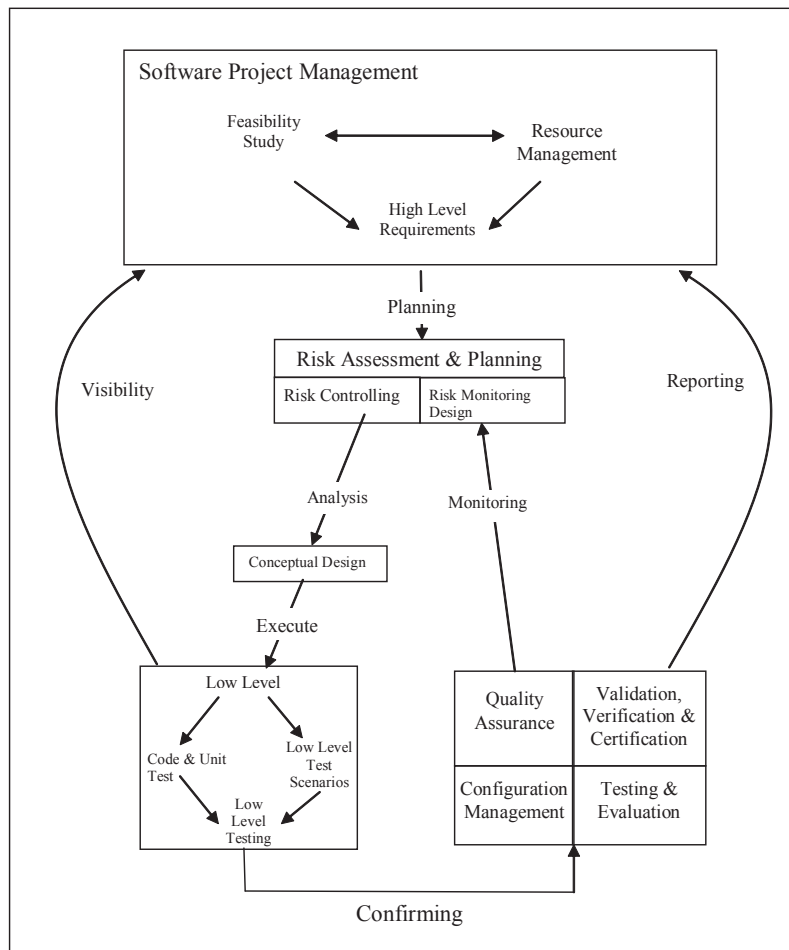 Software Project Management
Feasibility
Study
Resource
Management
High Level
Requirements
Planning
Risk Assessment & Planning
Risk Controlling
Risk Monitoring
Design
Visibility
Reporting
Analysis
Monitoring
Conceptual Design
Execute
Low Level
Code & Unit
Test
Low Level
Test
Scenarios
Low
Level
Testing
Quality
Assurance
Validation,
Verification &
Certification
Configuration
Management
Testing &
Evaluation
Confirming